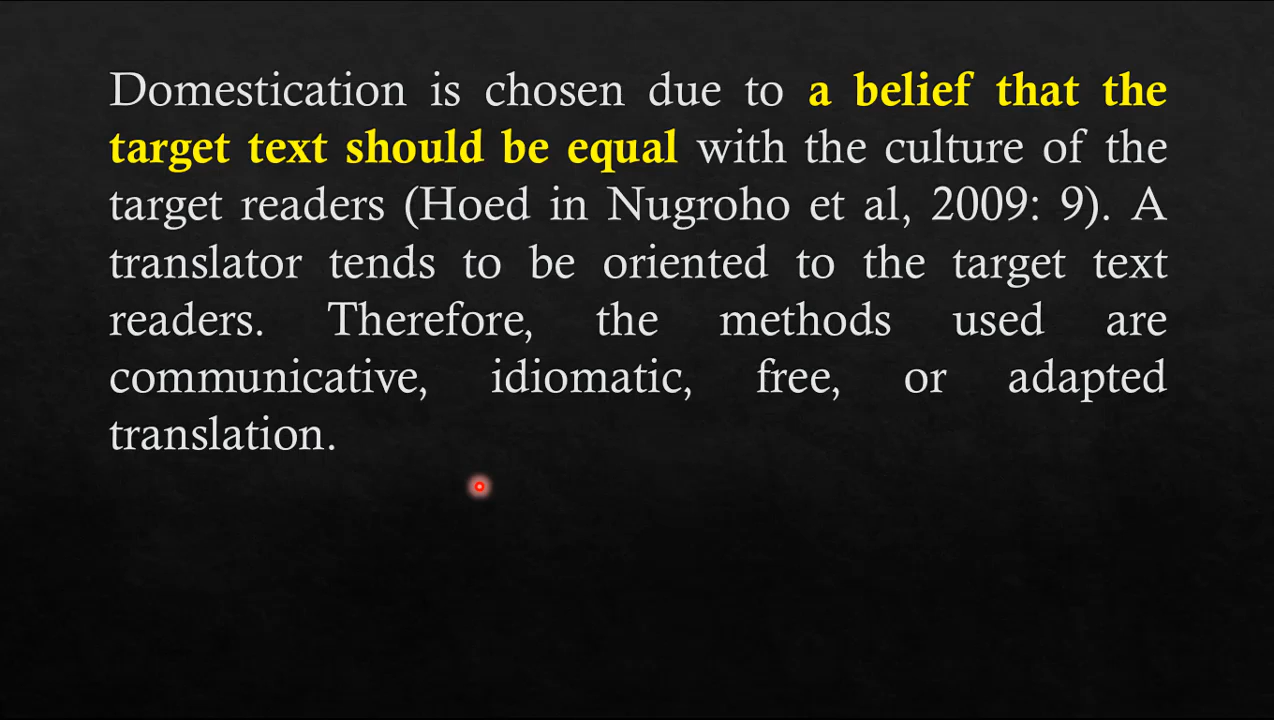 Domestication is chosen due to a belief that the
target text should be equal with the culture of the
target readers (Hoed in Nugroho et al, 2009: 9). A
translator tends to be oriented to the target text
readers. Therefore, the methods used are
communicative, idiomatic, free, or adapted
translation.